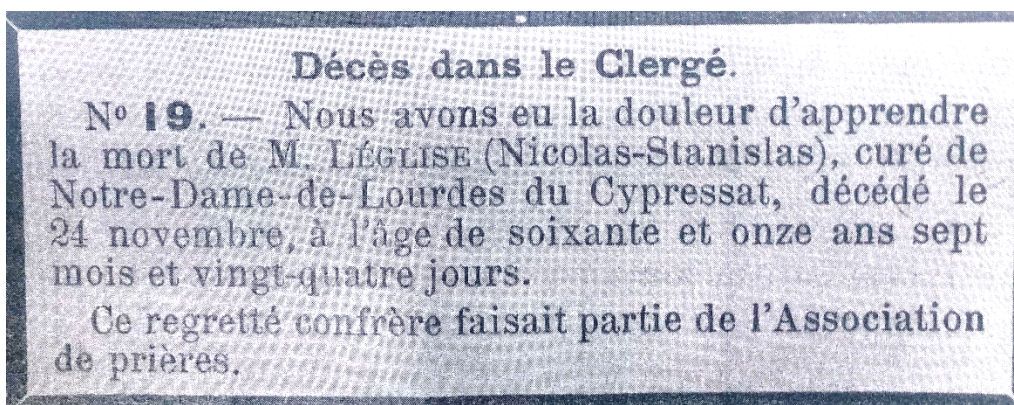 Décès dans le Clergé.
Nº 19. — Nous avons eu la douleur d'apprendre
la mort de M. LÉGLISE (Nicolas-Stanislas), curé de
Notre-Dame-de-Lourdes du Cypressat, décédé le
24 novembre, à l'âge de soixante et onze ans sept
mois et vingt-quatre jours.
Ce regretté confrère faisait partie de l'Association
de prières.